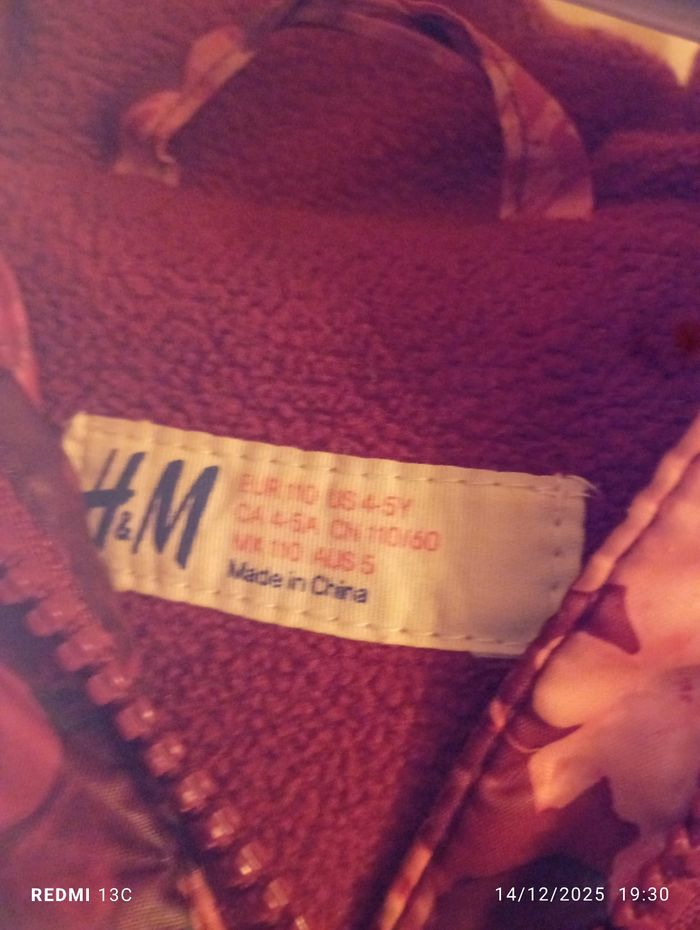 H&M
EUR 110 US 4-5Y
CA 4-5A CN 110/60
MX 110 AUS 5
Made in China
REDMI 13C
14/12/2025 19:30